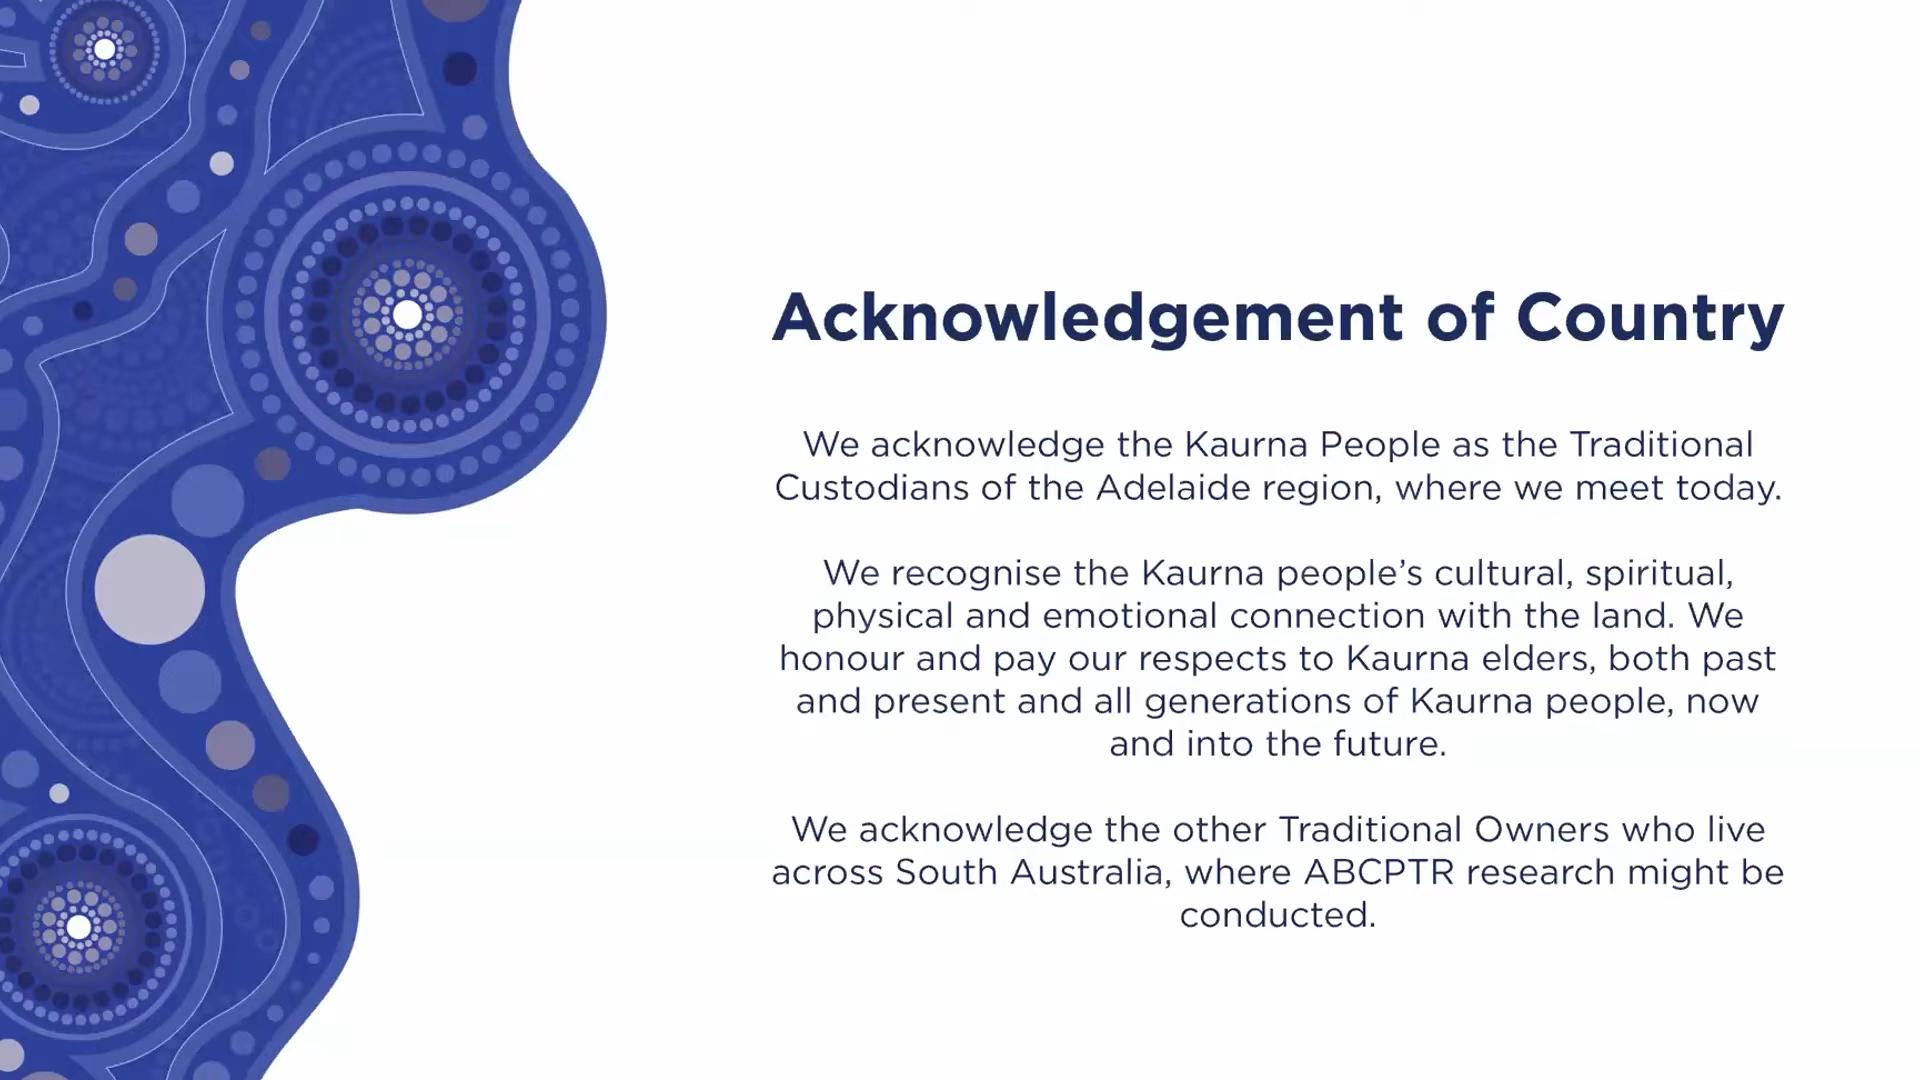 Acknowledgement of Country
We acknowledge the Kaurna People as the Traditional
Custodians of the Adelaide region, where we meet today.
We recognise the Kaurna people’s cultural, spiritual,
physical and emotional connection with the land. We
honour and pay our respects to Kaurna elders, both past
and present and all generations of Kaurna people, now
and into the future.
We acknowledge the other Traditional Owners who live
across South Australia, where ABCPTR research might be
conducted.